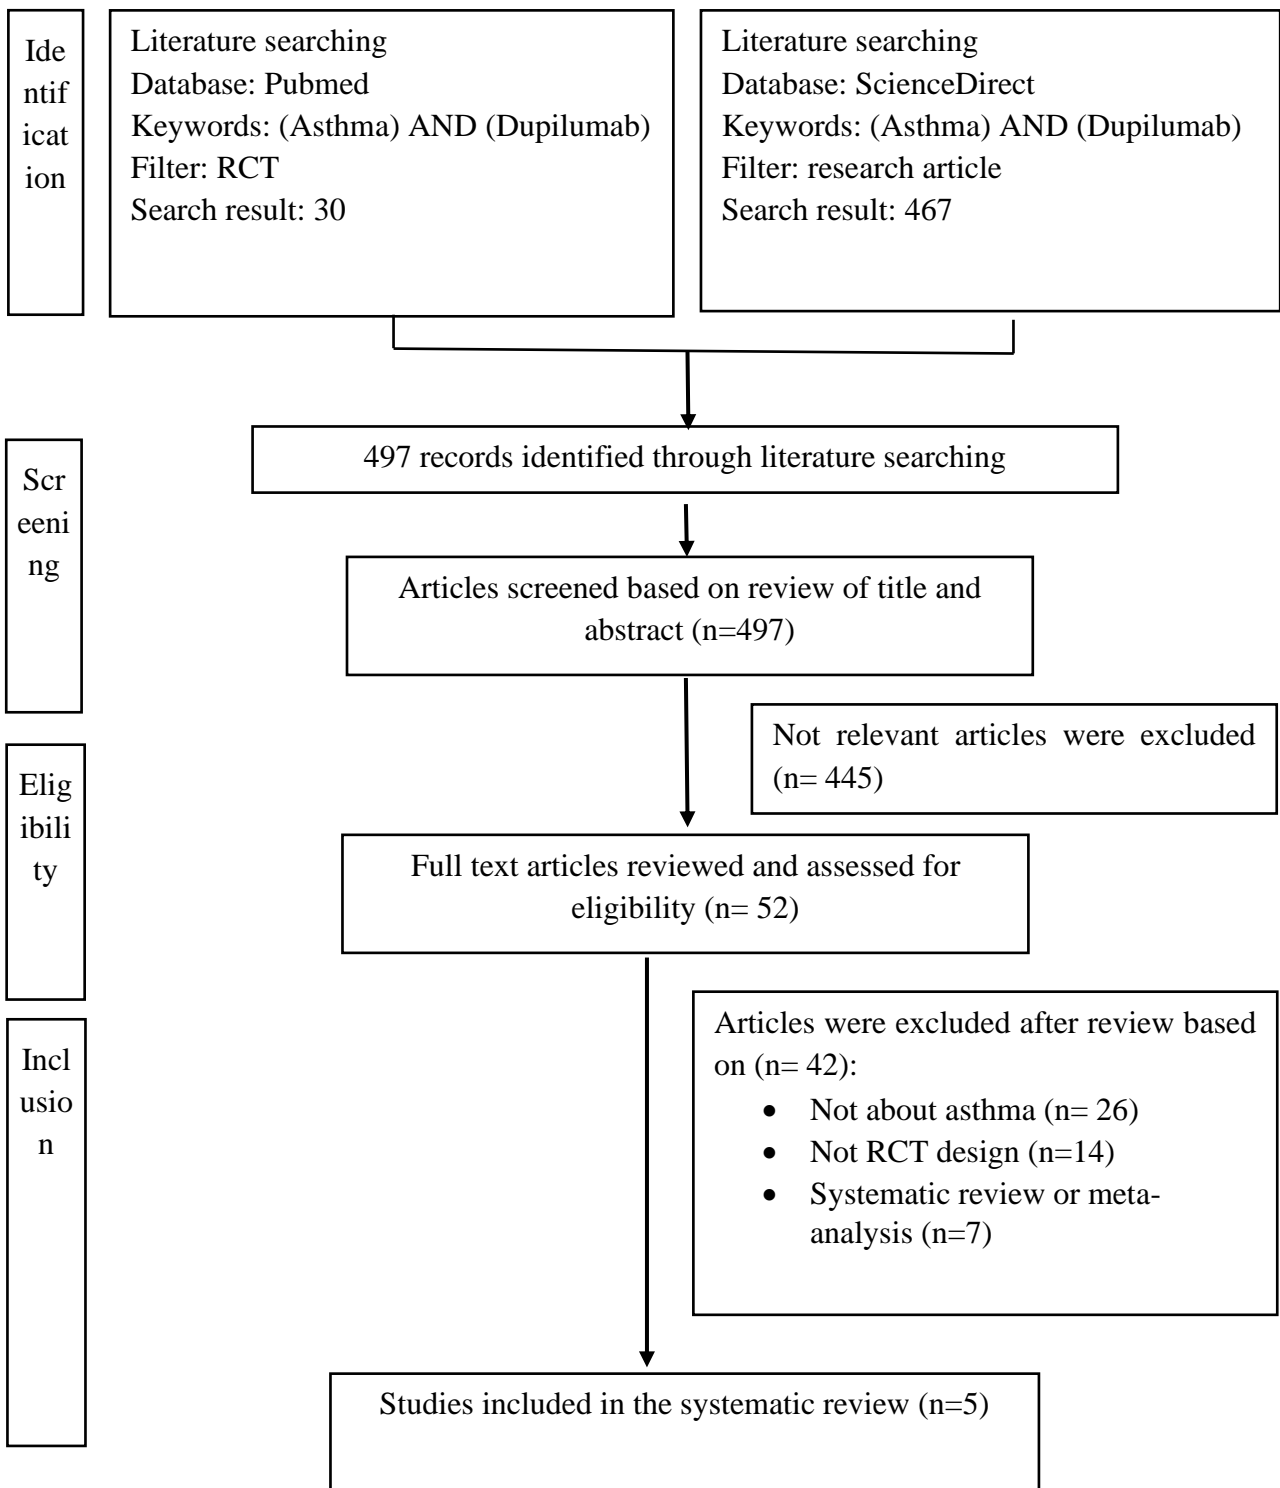 Ide
ntif
icat
ion
Literature searching
Database: Pubmed
Keywords: (Asthma) AND (Dupilumab)
Filter: RCT
Search result: 30
Literature searching
Database: ScienceDirect
Keywords: (Asthma) AND (Dupilumab)
Filter: research article
Search result: 467
497 records identified through literature searching
Scr
eeni
ng
Articles screened based on review of title and
abstract (n=497)
Not relevant articles were excluded
(n= 445)
Elig
ibili
ty
Full text articles reviewed and assessed for
eligibility (n= 52)
Articles were excluded after review based
on (n= 42):
• Not about asthma (n= 26)
• Not RCT design (n=14)
• Systematic review or meta-
analysis (n=7)
Incl
usio
n
Studies included in the systematic review (n=5)